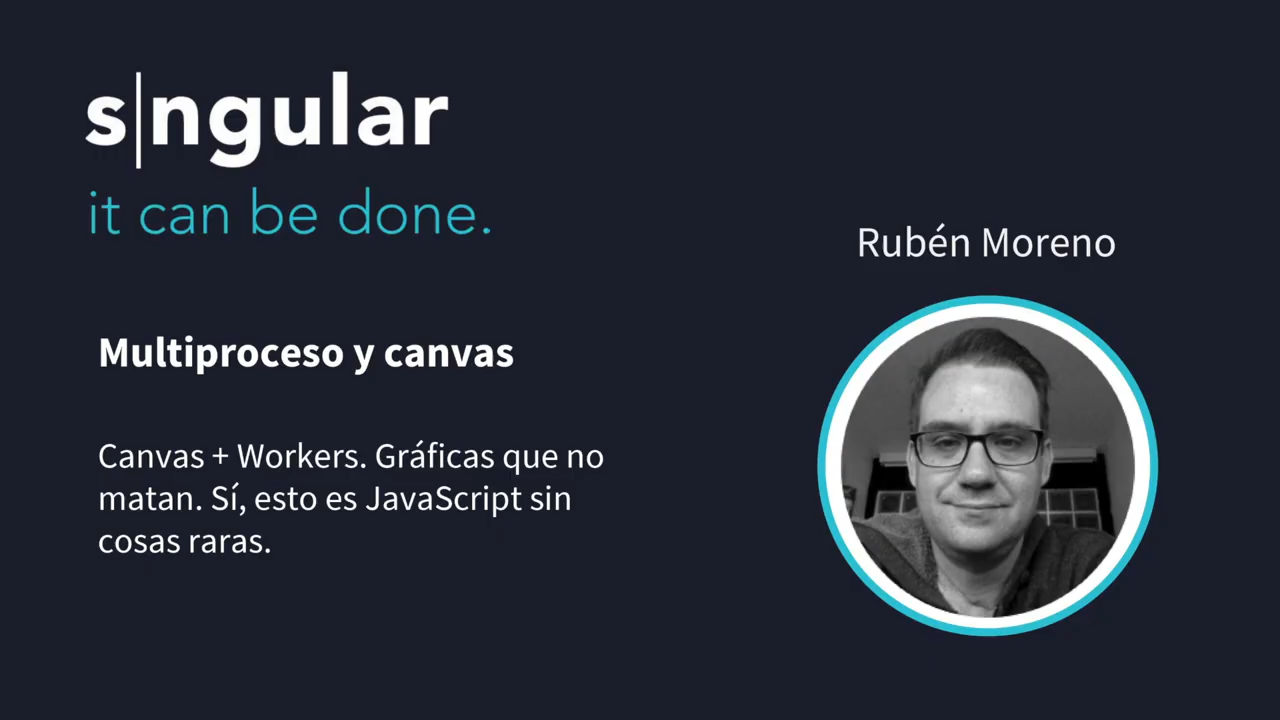 s|ngular
it can be done.
Rubén Moreno
Multiproceso y canvas
Canvas + Workers. Gráficas que no
matan. Sí, esto es JavaScript sin
cosas raras.